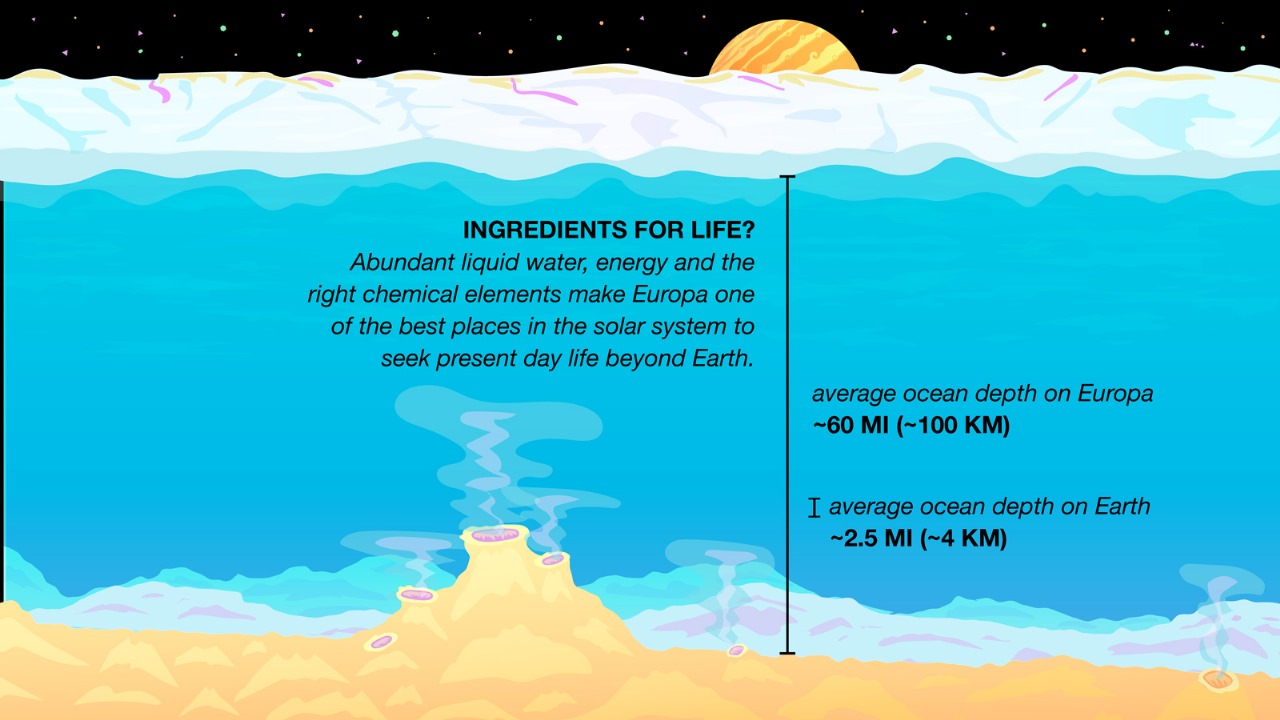 INGREDIENTS FOR LIFE?
Abundant liquid water, energy and the
right chemical elements make Europa one
of the best places in the solar system to
seek present day life beyond Earth.
average ocean depth on Europa
~60 MI (~100 KM)
average ocean depth on Earth
~2.5 MI (~4 KM)